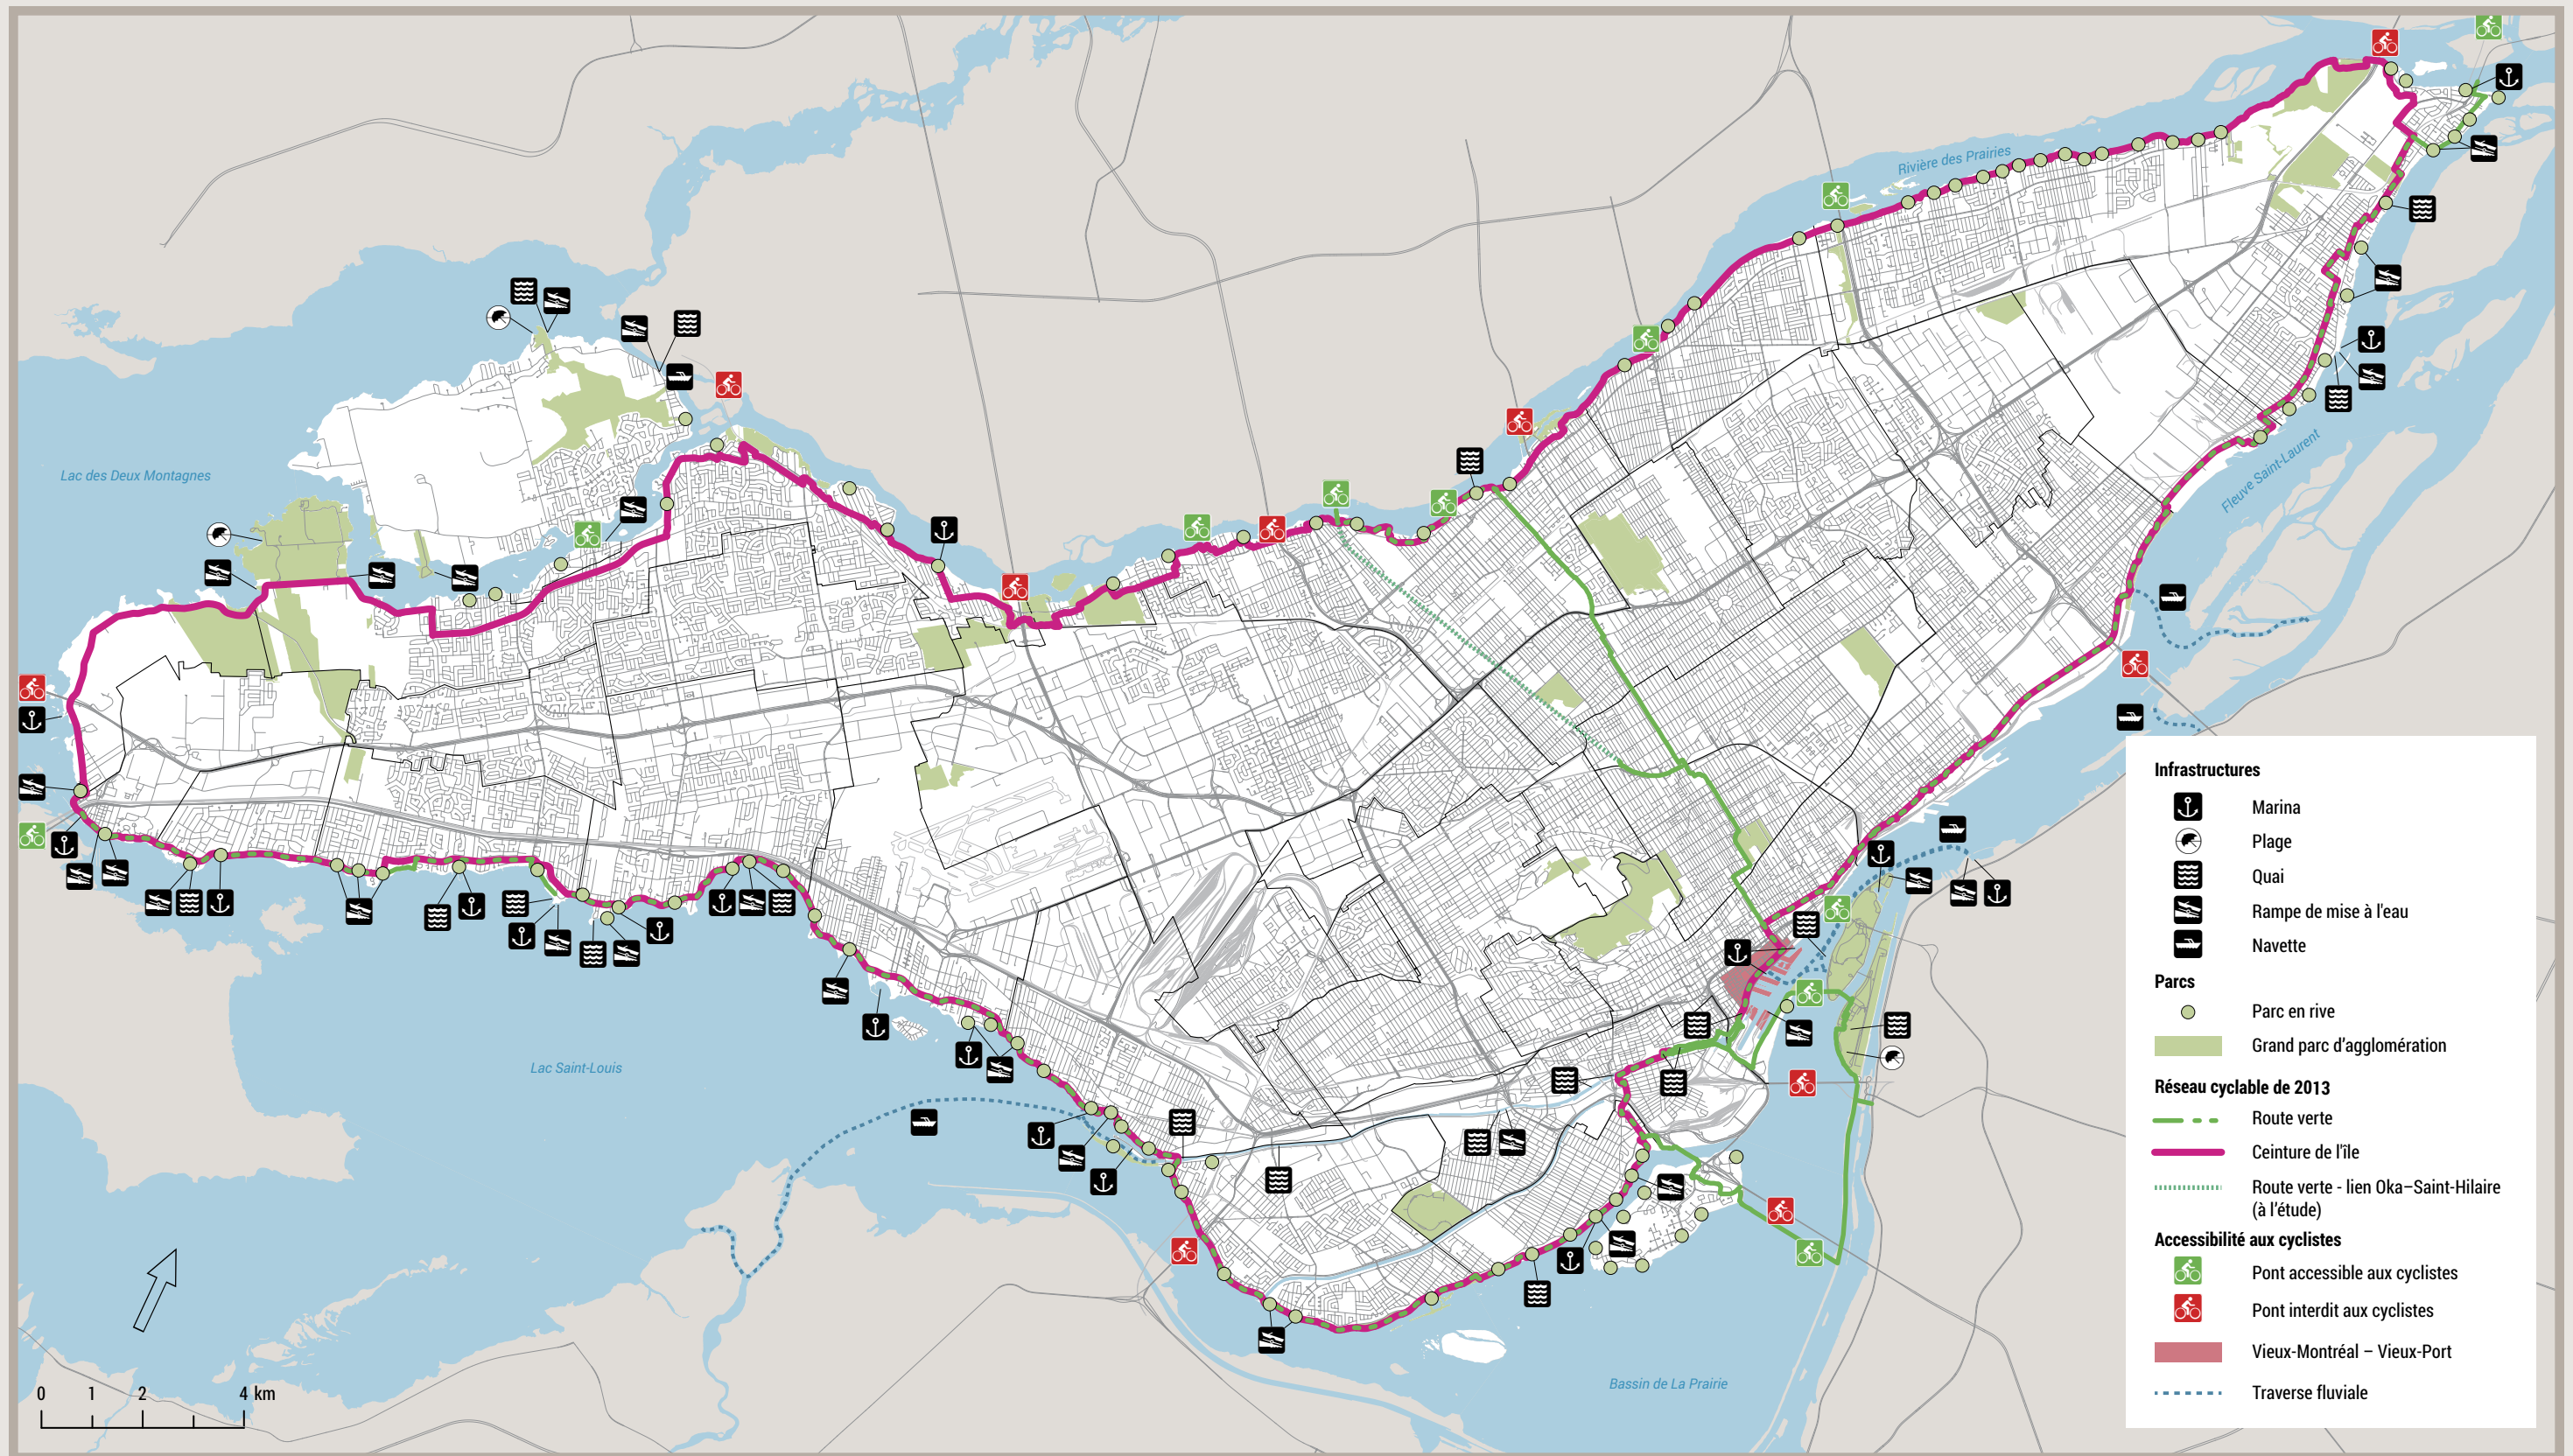 Rivière des Prairies
Lac des Deux Montagnes
Fleuve Saint-Laurent
Lac Saint-Louis
Bassin de La Prairie
0 1 2 4 km
Infrastructures
Marina
Plage
Quai
Rampe de mise à l'eau
Navette
Parcs
Parc en rive
Grand parc d'agglomération
Réseau cyclable de 2013
Route verte
Ceinture de l'île
Route verte - lien Oka–Saint-Hilaire
(à l'étude)
Accessibilité aux cyclistes
Pont accessible aux cyclistes
Pont interdit aux cyclistes
Vieux-Montréal – Vieux-Port
Traverse fluviale